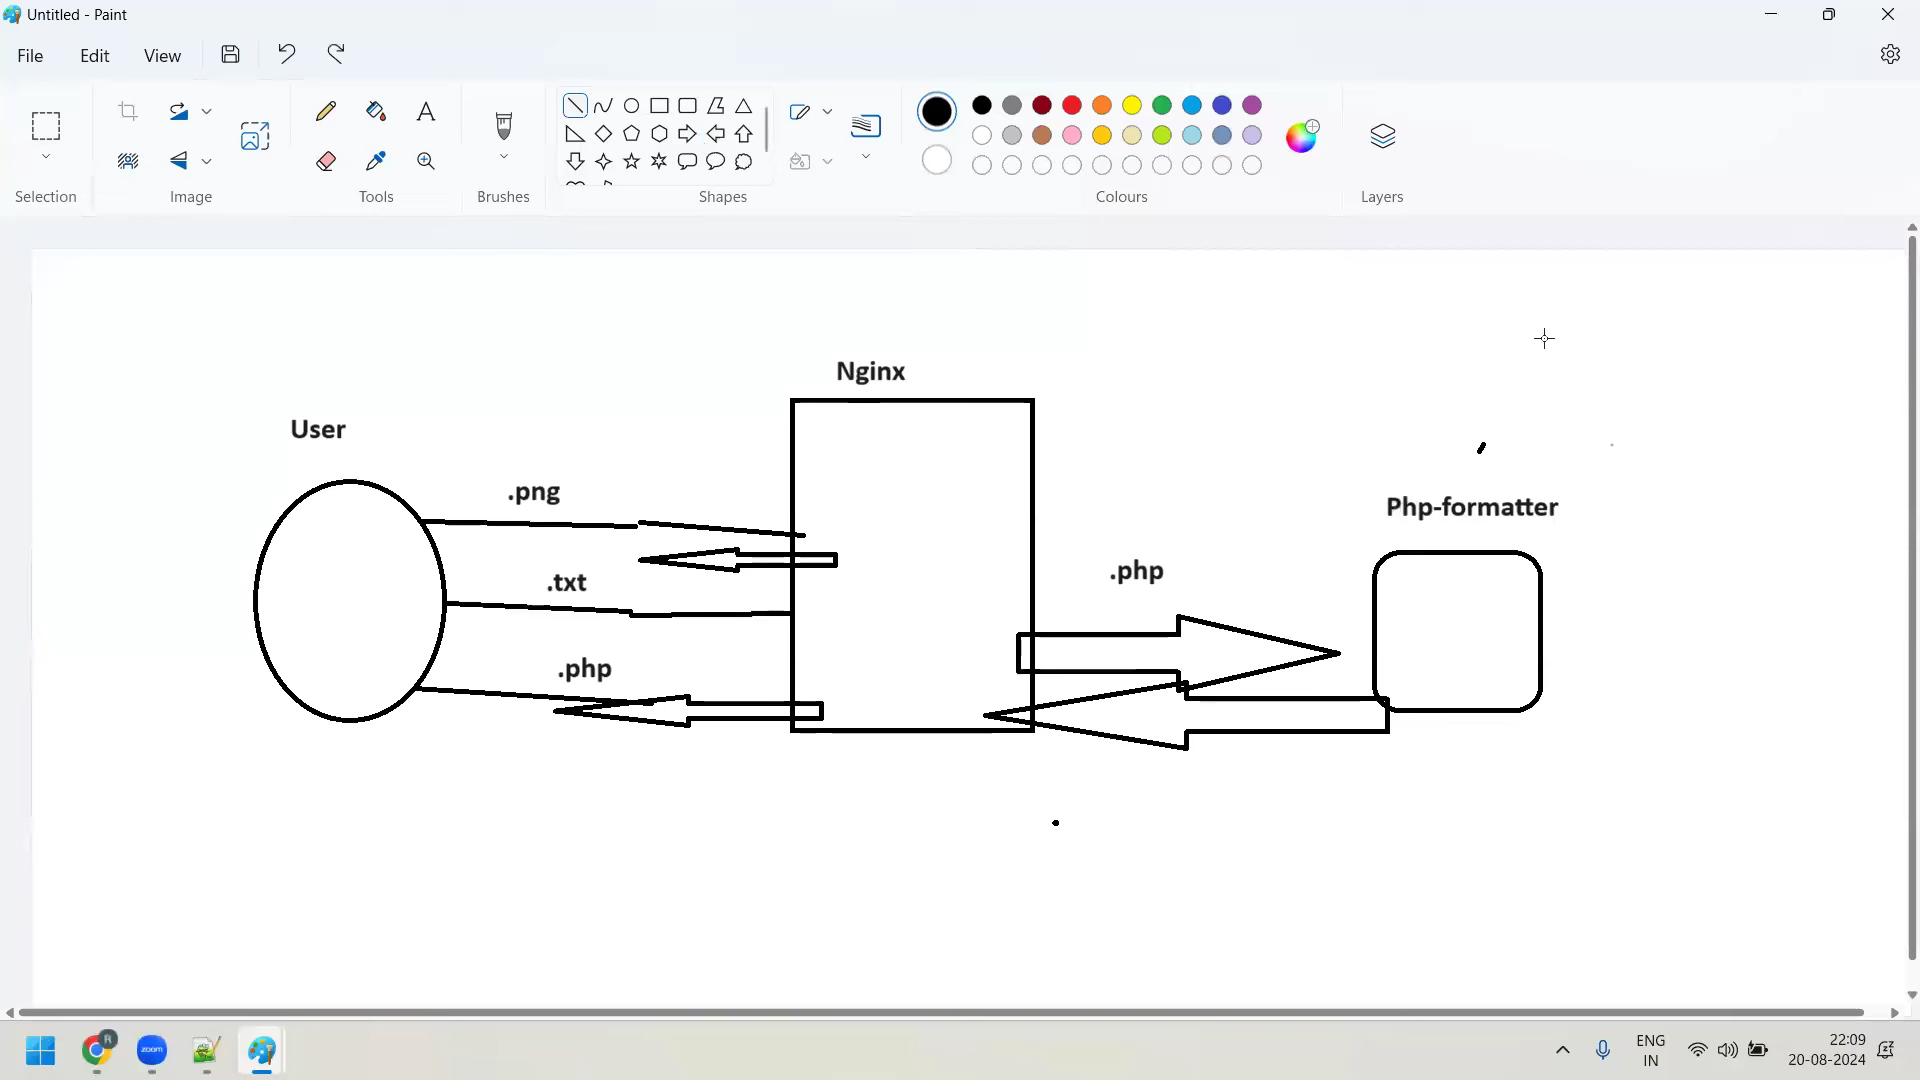 Untitled - Paint
File Edit View
Selection Image Tools Brushes Shapes Colours Layers
Nginx
User
.png
Php-formatter
.txt
.php
.php
zoom
R
ENG
IN
22:09
20-08-2024